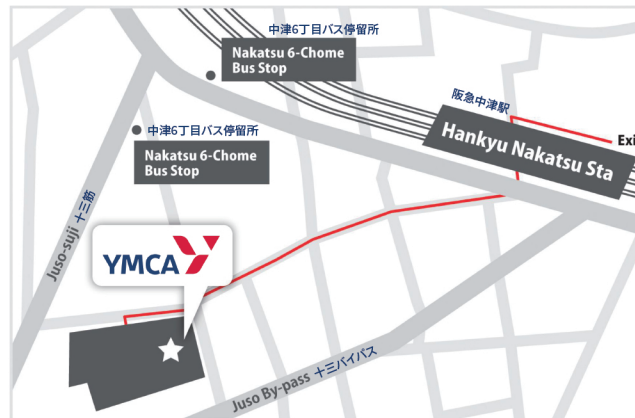 中津6丁目バス停留所
Nakatsu 6-Chome
Bus Stop
阪急中津駅
Hankyu Nakatsu Sta
Exi
中津6丁目バス停留所
Nakatsu 6-Chome
Bus Stop
Juso-suji 十三筋
YMCA
Juso By-pass 十三バイパス